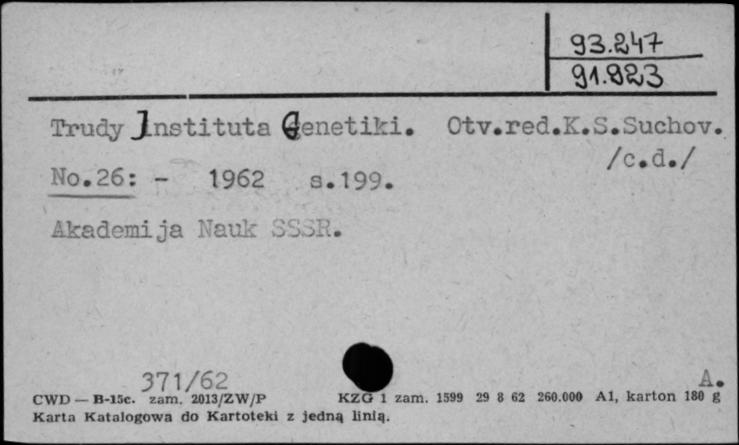 93.247
91.923
Trudy Instituta Genetiki. Otv.red.K.S.Suchov.
/c.d./
No.26: - 1962 s.199.
Akademija Nauk SSSR.
371/62
A.
CWD — B-15c. zam. 2013/ZW/P KZG 1 zam. 1599 29 8 62 260.000 A1, karton 180 g
Karta Katalogowa do Kartoteki z jedną linią.